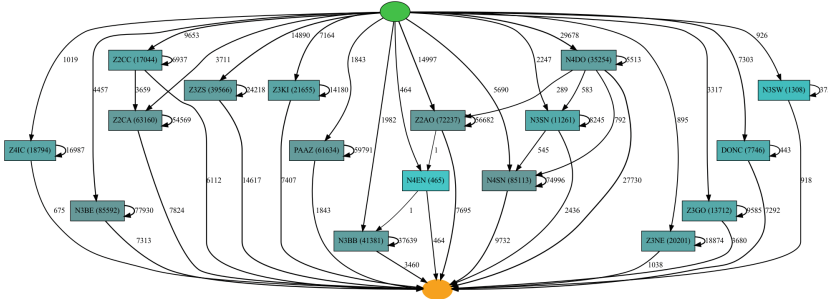 9653 14890 7164 29678 926
1019 3711 1843 14997 2247 7303
Z2CC (17044) 6937 N4DO (35254) 5513
4457 3659 Z3ZS (39566) 24218 Z3KI (21655) 14180 464 5690 289 583 3317 N3SW (1308) 37
Z2CA (63160) 54569 1982 Z2AO (72237) 56682 N3SN (11261) 8245 792 895
Z4IC (18794) 16987 PAAZ (61634) 59791 1 545 DONC (7746) 443
6112 14617 7407 N4EN (465) N4SN (85113) 74996 27730 918
675 N3BE (85592) 77930 7824 1843 1 7695 2436 Z3GO (13712) 9585 7292
7313 N3BB (41381) 37639 464 9732 Z3NE (20201) 18874 3680
3460 1038